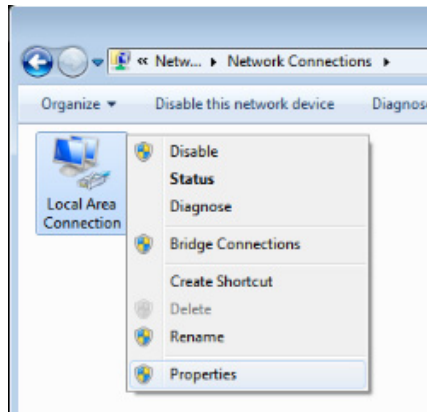 « Netw... ▸ Network Connections ▸
Organize ▾ Disable this network device Diagnose
Local Area
Connection
Disable
Status
Diagnose
Bridge Connections
Create Shortcut
Delete
Rename
Properties